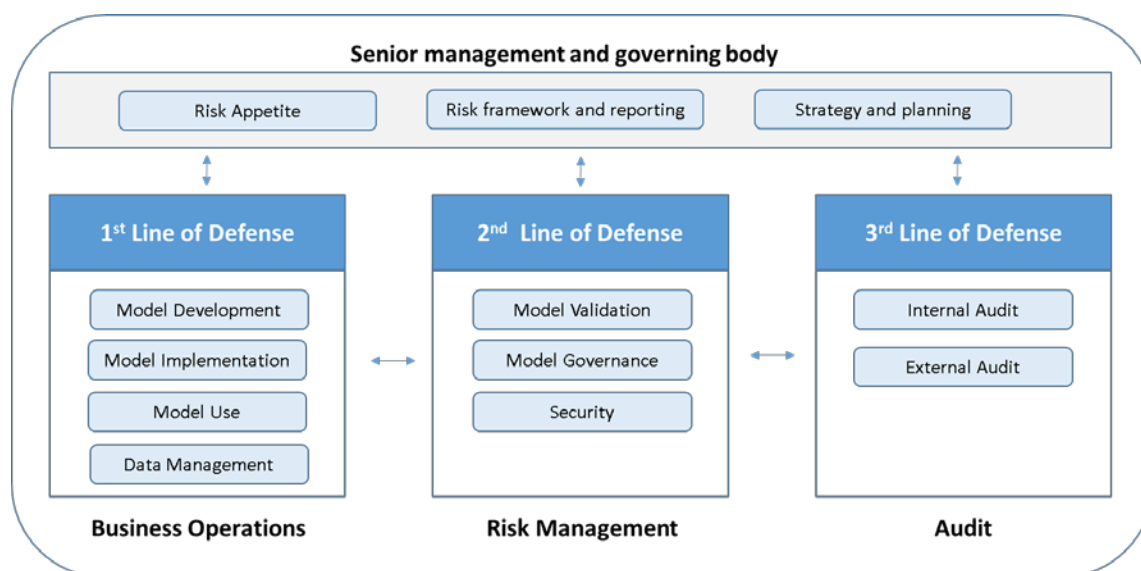 Senior management and governing body
Risk Appetite
Risk framework and reporting
Strategy and planning
1st Line of Defense
Model Development
Model Implementation
Model Use
Data Management
Business Operations
2nd Line of Defense
Model Validation
Model Governance
Security
Risk Management
3rd Line of Defense
Internal Audit
External Audit
Audit